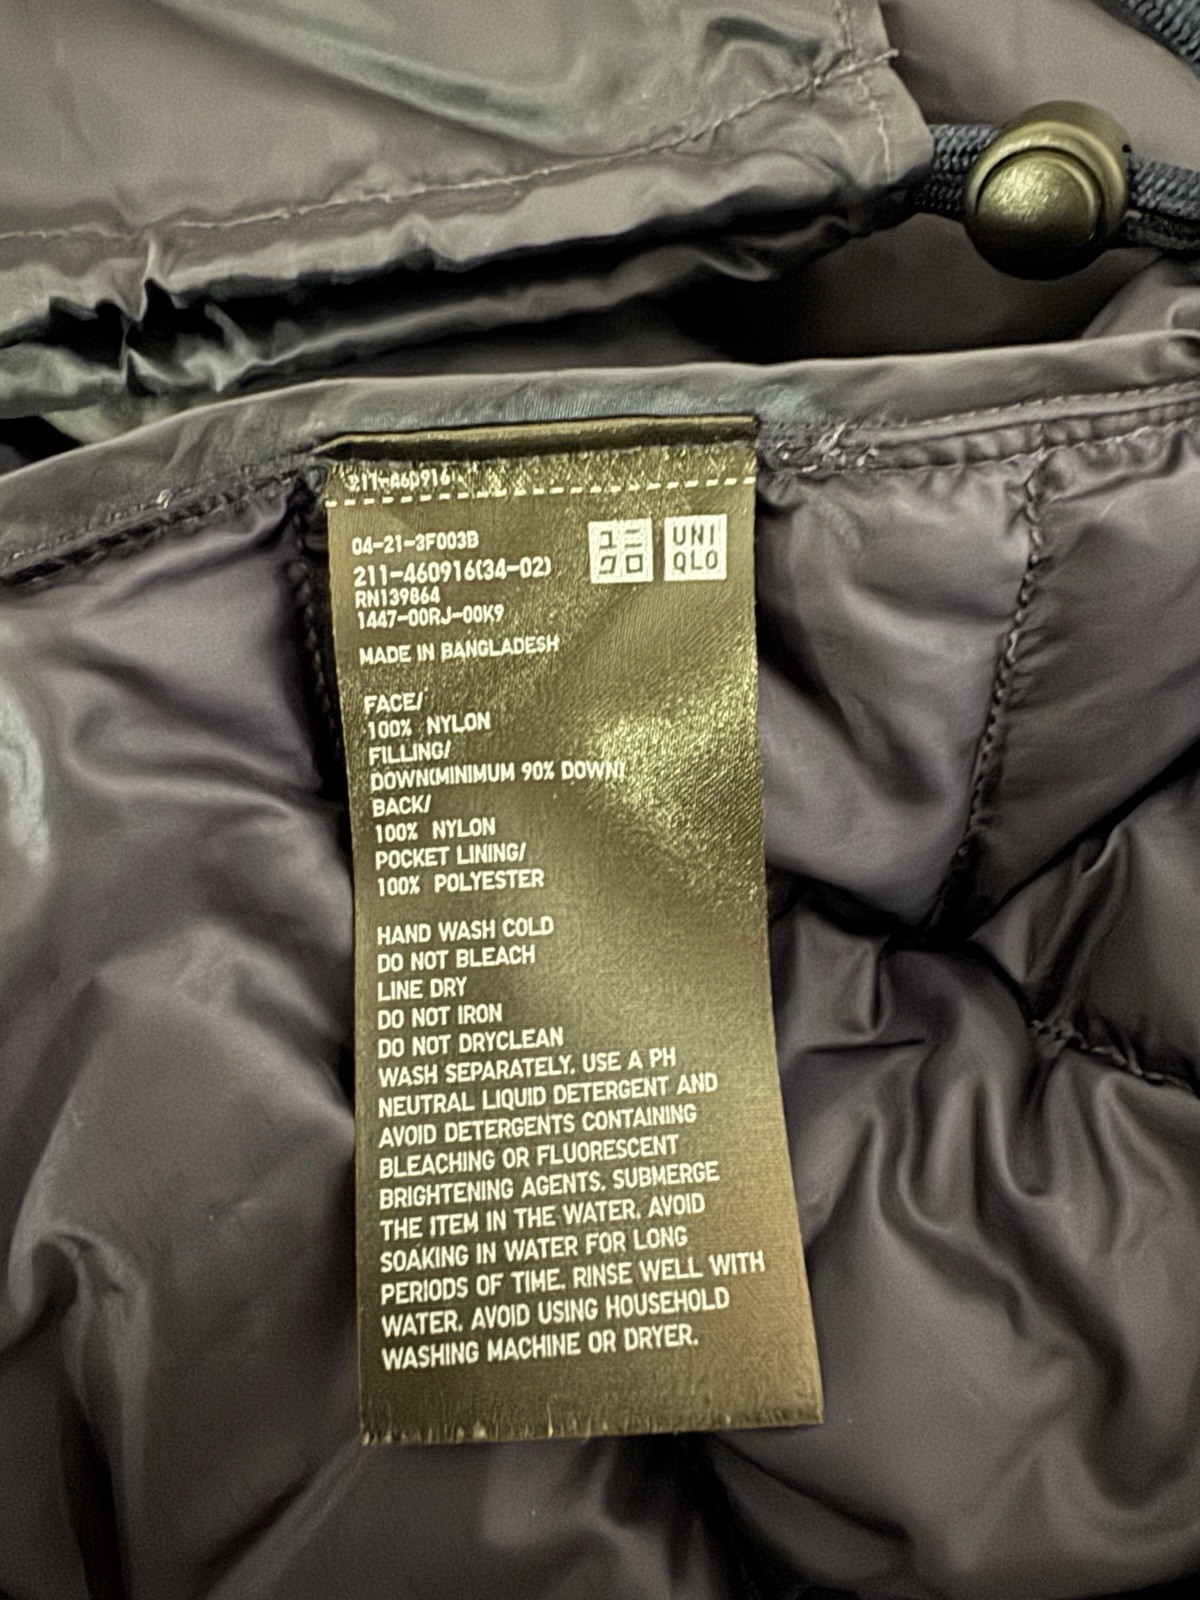 211-460916
04-21-3F003B
ユニ
クロ
UNI
QLO
211-460916(34-02)
RN139864
1447-00RJ-00K9
MADE IN BANGLADESH
FACE/
100% NYLON
FILLING/
DOWN(MINIMUM 90% DOWN)
BACK/
100% NYLON
POCKET LINING/
100% POLYESTER
HAND WASH COLD
DO NOT BLEACH
LINE DRY
DO NOT IRON
DO NOT DRYCLEAN
WASH SEPARATELY. USE A PH
NEUTRAL LIQUID DETERGENT AND
AVOID DETERGENTS CONTAINING
BLEACHING OR FLUORESCENT
BRIGHTENING AGENTS. SUBMERGE
THE ITEM IN THE WATER. AVOID
SOAKING IN WATER FOR LONG
PERIODS OF TIME. RINSE WELL WITH
WATER. AVOID USING HOUSEHOLD
WASHING MACHINE OR DRYER.